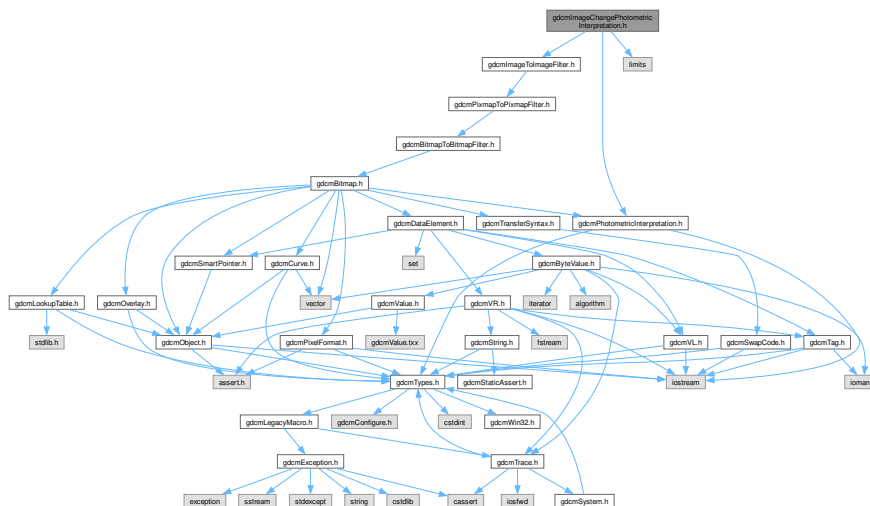 gdcmImageChangePhotometric
Interpretation.h
gdcmImageToImageFilter.h
limits
gdcmPixmapToPixmapFilter.h
gdcmBitmapToBitmapFilter.h
gdcmBitmap.h
gdcmDataElement.h
gdcmTransferSyntax.h
gdcmPhotometricInterpretation.h
gdcmSmartPointer.h
gdcmCurve.h
set
gdcmByteValue.h
gdcmLookupTable.h
gdcmOverlay.h
vector
gdcmValue.h
gdcmVR.h
iterator
algorithm
stdlib.h
gdcmObject.h
gdcmPixelFormat.h
gdcmValue.txx
gdcmString.h
fstream
gdcmVL.h
gdcmSwapCode.h
gdcmTag.h
assert.h
gdcmTypes.h
gdcmStaticAssert.h
iostream
ioman
gdcmLegacyMacro.h
gdcmConfigure.h
cstdint
gdcmWin32.h
gdcmException.h
gdcmTrace.h
exception
sstream
stdexcept
string
cstdlib
cassert
iosfwd
gdcmSystem.h